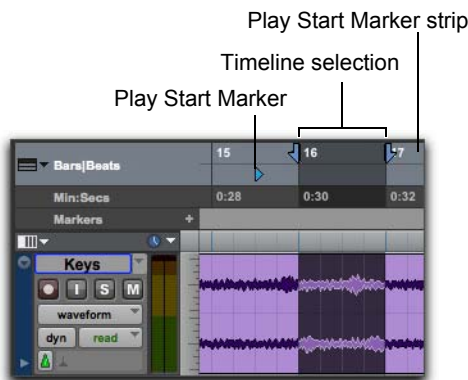 Play Start Marker strip
Timeline selection
Play Start Marker
Bars|Beats
15
16
17
Min:Secs
0:28
0:30
0:32
Markers
+
Keys
I
S
M
waveform
dyn
read